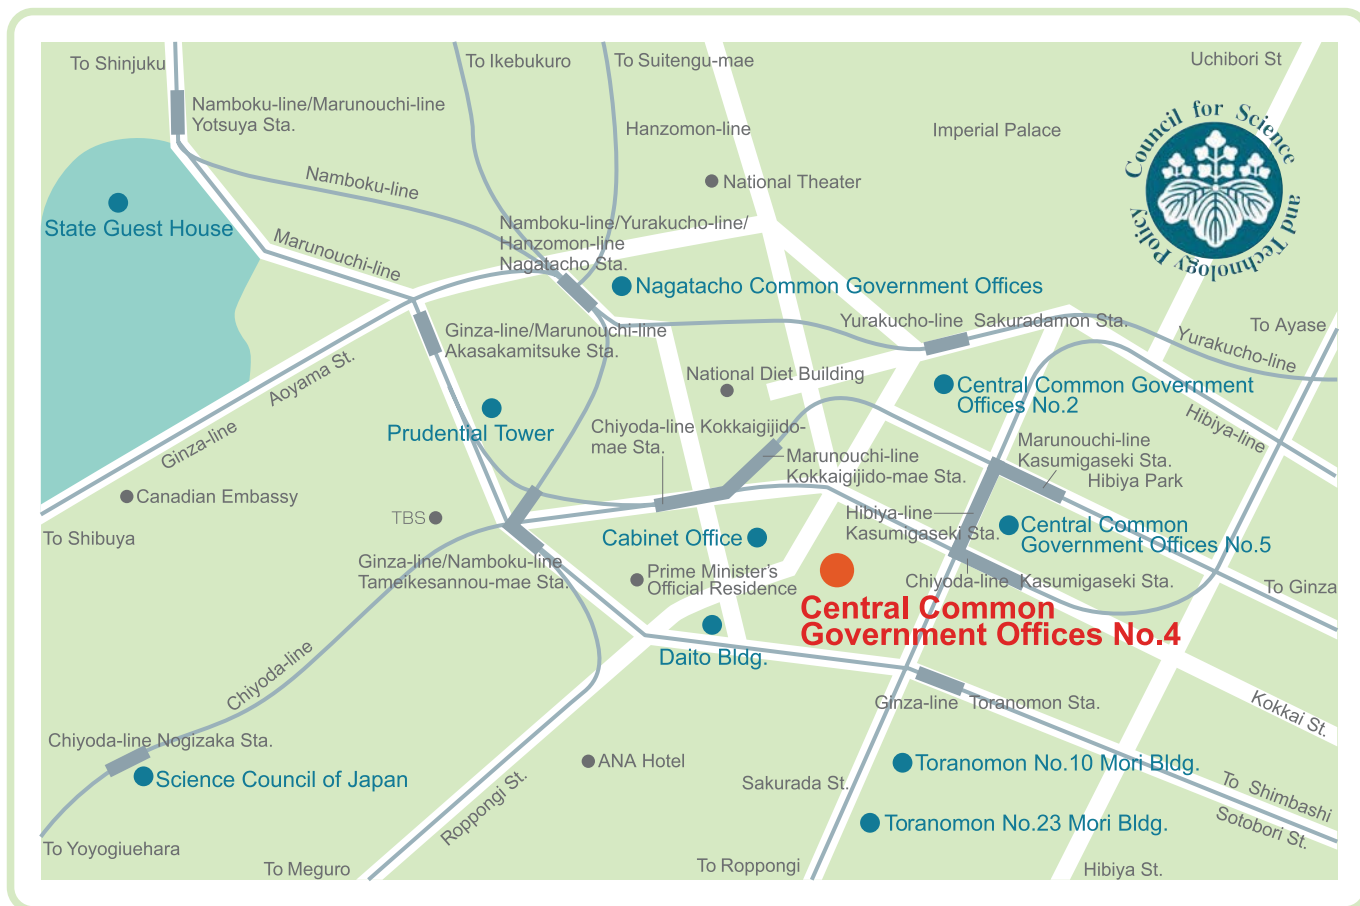 To Shinjuku
To Ikebukuro
To Suitengu-mae
Uchibori St
Namboku-line/Marunouchi-line
Yotsuya Sta.
Hanzomon-line
Imperial Palace
Council for Science
and Technology Policy
National Theater
Namboku-line
State Guest House
Marunouchi-line
Namboku-line/Yurakucho-line/
Hanzomon-line
Nagatacho Sta.
Nagatacho Common Government Offices
Yurakucho-line
Sakuradamon Sta.
To Ayase
Yurakucho-line
Ginza-line/Marunouchi-line
Akasakamitsuke Sta.
Aoyama St.
National Diet Building
Central Common Government
Offices No.2
Hibiya-line
Prudential Tower
Ginza-line
Chiyoda-line Kokkaigijido-
mae Sta.
Marunouchi-line
Kokkaigijido-mae Sta.
Marunouchi-line
Kasumigaseki Sta.
Hibiya Park
Canadian Embassy
TBS
Hibiya-line
Kasumigaseki Sta.
Central Common
Government Offices No.5
To Shibuya
Cabinet Office
Ginza-line/Namboku-line
Tameikesannou-mae Sta.
Prime Minister's
Official Residence
Chiyoda-line
Kasumigaseki Sta.
To Ginza
Central Common
Government Offices No.4
Daito Bldg.
Chiyoda-line
Ginza-line
Toranomon Sta.
Kokkai St.
Chiyoda-line Nogizaka Sta.
Science Council of Japan
ANA Hotel
Toranomon No.10 Mori Bldg.
Sakurada St.
To Shimbashi
Roppongi St.
Toranomon No.23 Mori Bldg.
Sotobori St.
To Yoyogiuehara
To Meguro
To Roppongi
Hibiya St.